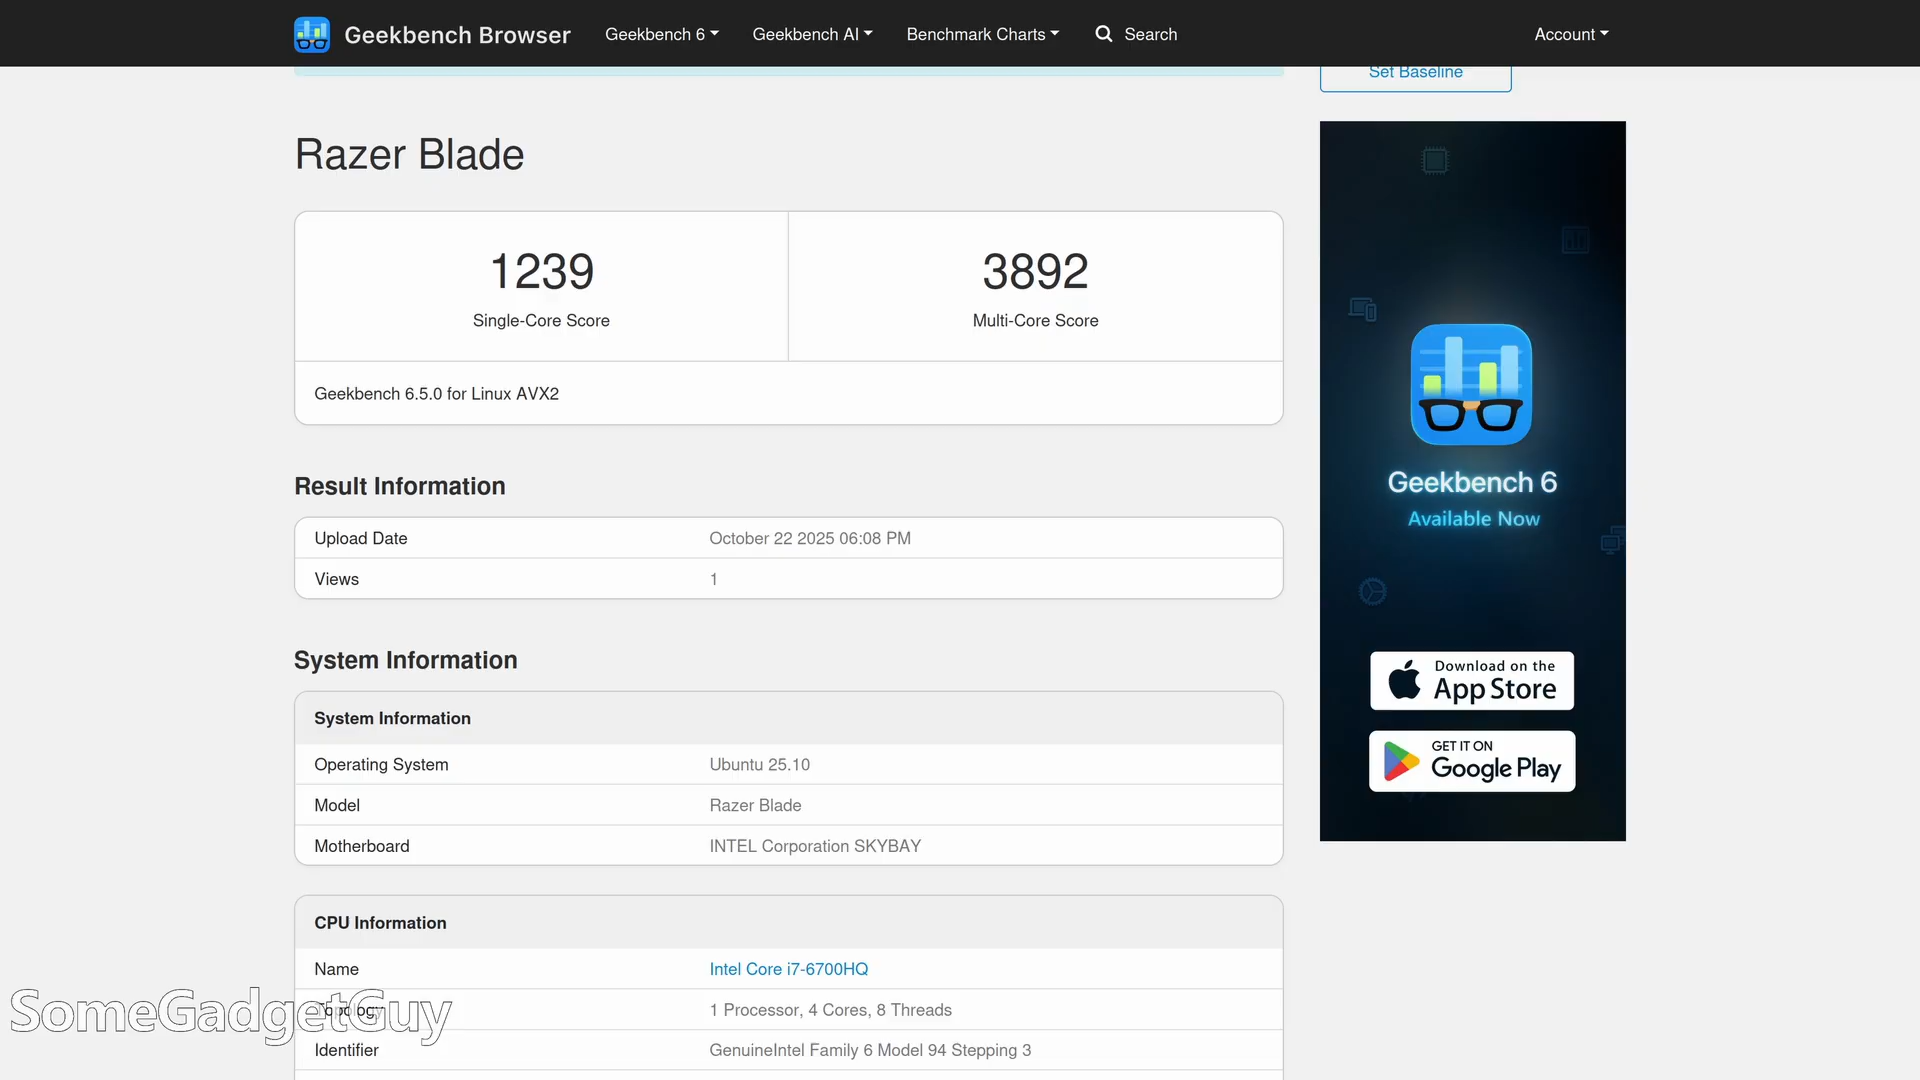 Geekbench Browser
Geekbench 6
Geekbench AI
Benchmark Charts
Search
Account
Set Baseline
Razer Blade
1239
Single-Core Score
3892
Multi-Core Score
Geekbench 6.5.0 for Linux AVX2
Result Information
Upload Date October 22 2025 06:08 PM
Views 1
System Information
System Information
Operating System Ubuntu 25.10
Model Razer Blade
Motherboard INTEL Corporation SKYBAY
CPU Information
Name Intel Core i7-6700HQ
Topology 1 Processor, 4 Cores, 8 Threads
Identifier GenuineIntel Family 6 Model 94 Stepping 3
Geekbench 6
Available Now
Download on the
App Store
GET IT ON
Google Play
SomeGadgetGuy